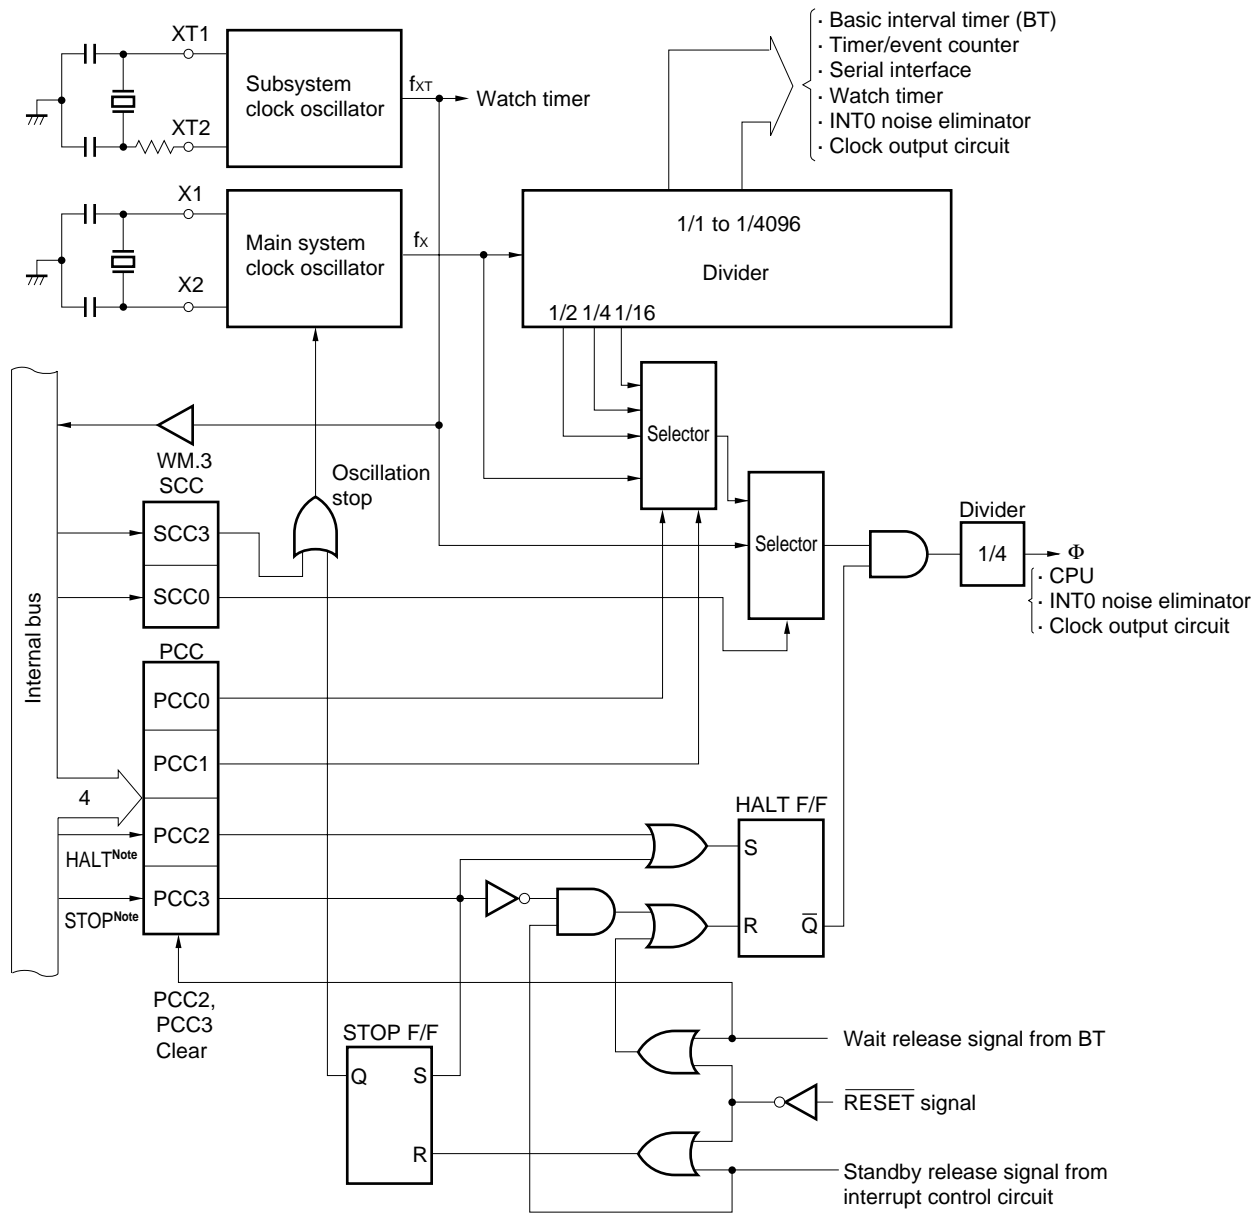 XT1
XT2
Subsystem
clock oscillator
fXT
Watch timer
· Basic interval timer (BT)
· Timer/event counter
· Serial interface
· Watch timer
· INT0 noise eliminator
· Clock output circuit
X1
X2
Main system
clock oscillator
fX
1/1 to 1/4096
Divider
1/2 1/4 1/16
Selector
WM.3
SCC
Oscillation
stop
SCC3
SCC0
Internal bus
Selector
Divider
1/4
Φ
· CPU
· INT0 noise eliminator
· Clock output circuit
PCC
PCC0
PCC1
4
PCC2
HALTNote
PCC3
STOPNote
HALT F/F
S
R
Q̅
PCC2,
PCC3
Clear
STOP F/F
Q
S
R
Wait release signal from BT
R̅E̅S̅E̅T̅ signal
Standby release signal from
interrupt control circuit